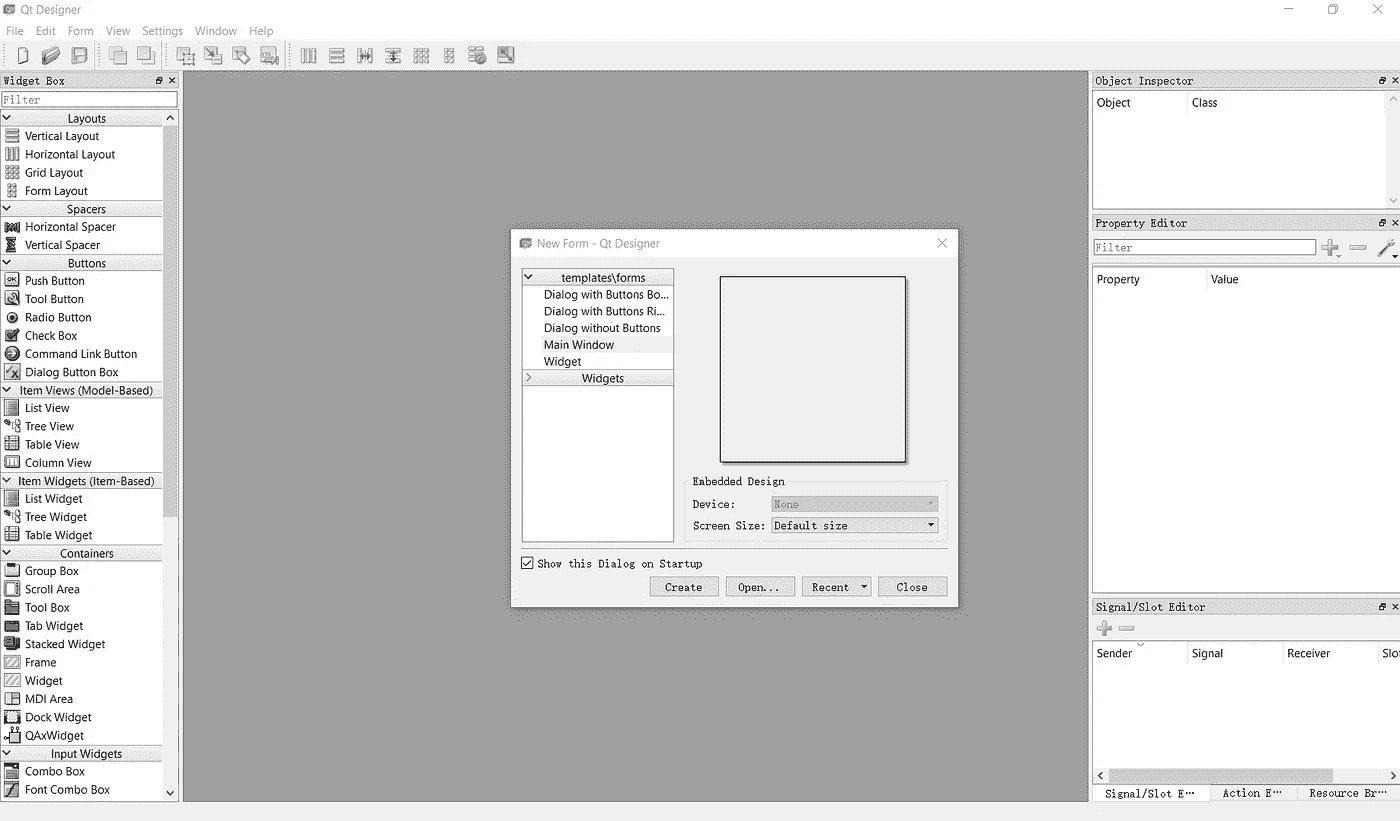 Qt Designer
File Edit Form View Settings Window Help
Widget Box
Filter
Layouts
Vertical Layout
Horizontal Layout
Grid Layout
Form Layout
Spacers
Horizontal Spacer
Vertical Spacer
Buttons
Push Button
Tool Button
Radio Button
Check Box
Command Link Button
Dialog Button Box
Item Views (Model-Based)
List View
Tree View
Table View
Column View
Item Widgets (Item-Based)
List Widget
Tree Widget
Table Widget
Containers
Group Box
Scroll Area
Tool Box
Tab Widget
Stacked Widget
Frame
Widget
MDI Area
Dock Widget
QAxWidget
Input Widgets
Combo Box
Font Combo Box
New Form - Qt Designer
templates\forms
Dialog with Buttons Bo...
Dialog with Buttons Ri...
Dialog without Buttons
Main Window
Widget
Widgets
Embedded Design
Device: None
Screen Size: Default size
Show this Dialog on Startup
Create Open... Recent Close
Object Inspector
Object Class
Property Editor
Filter
Property Value
Signal/Slot Editor
Sender Signal Receiver Slo
Signal/Slot E... Action E... Resource Br...